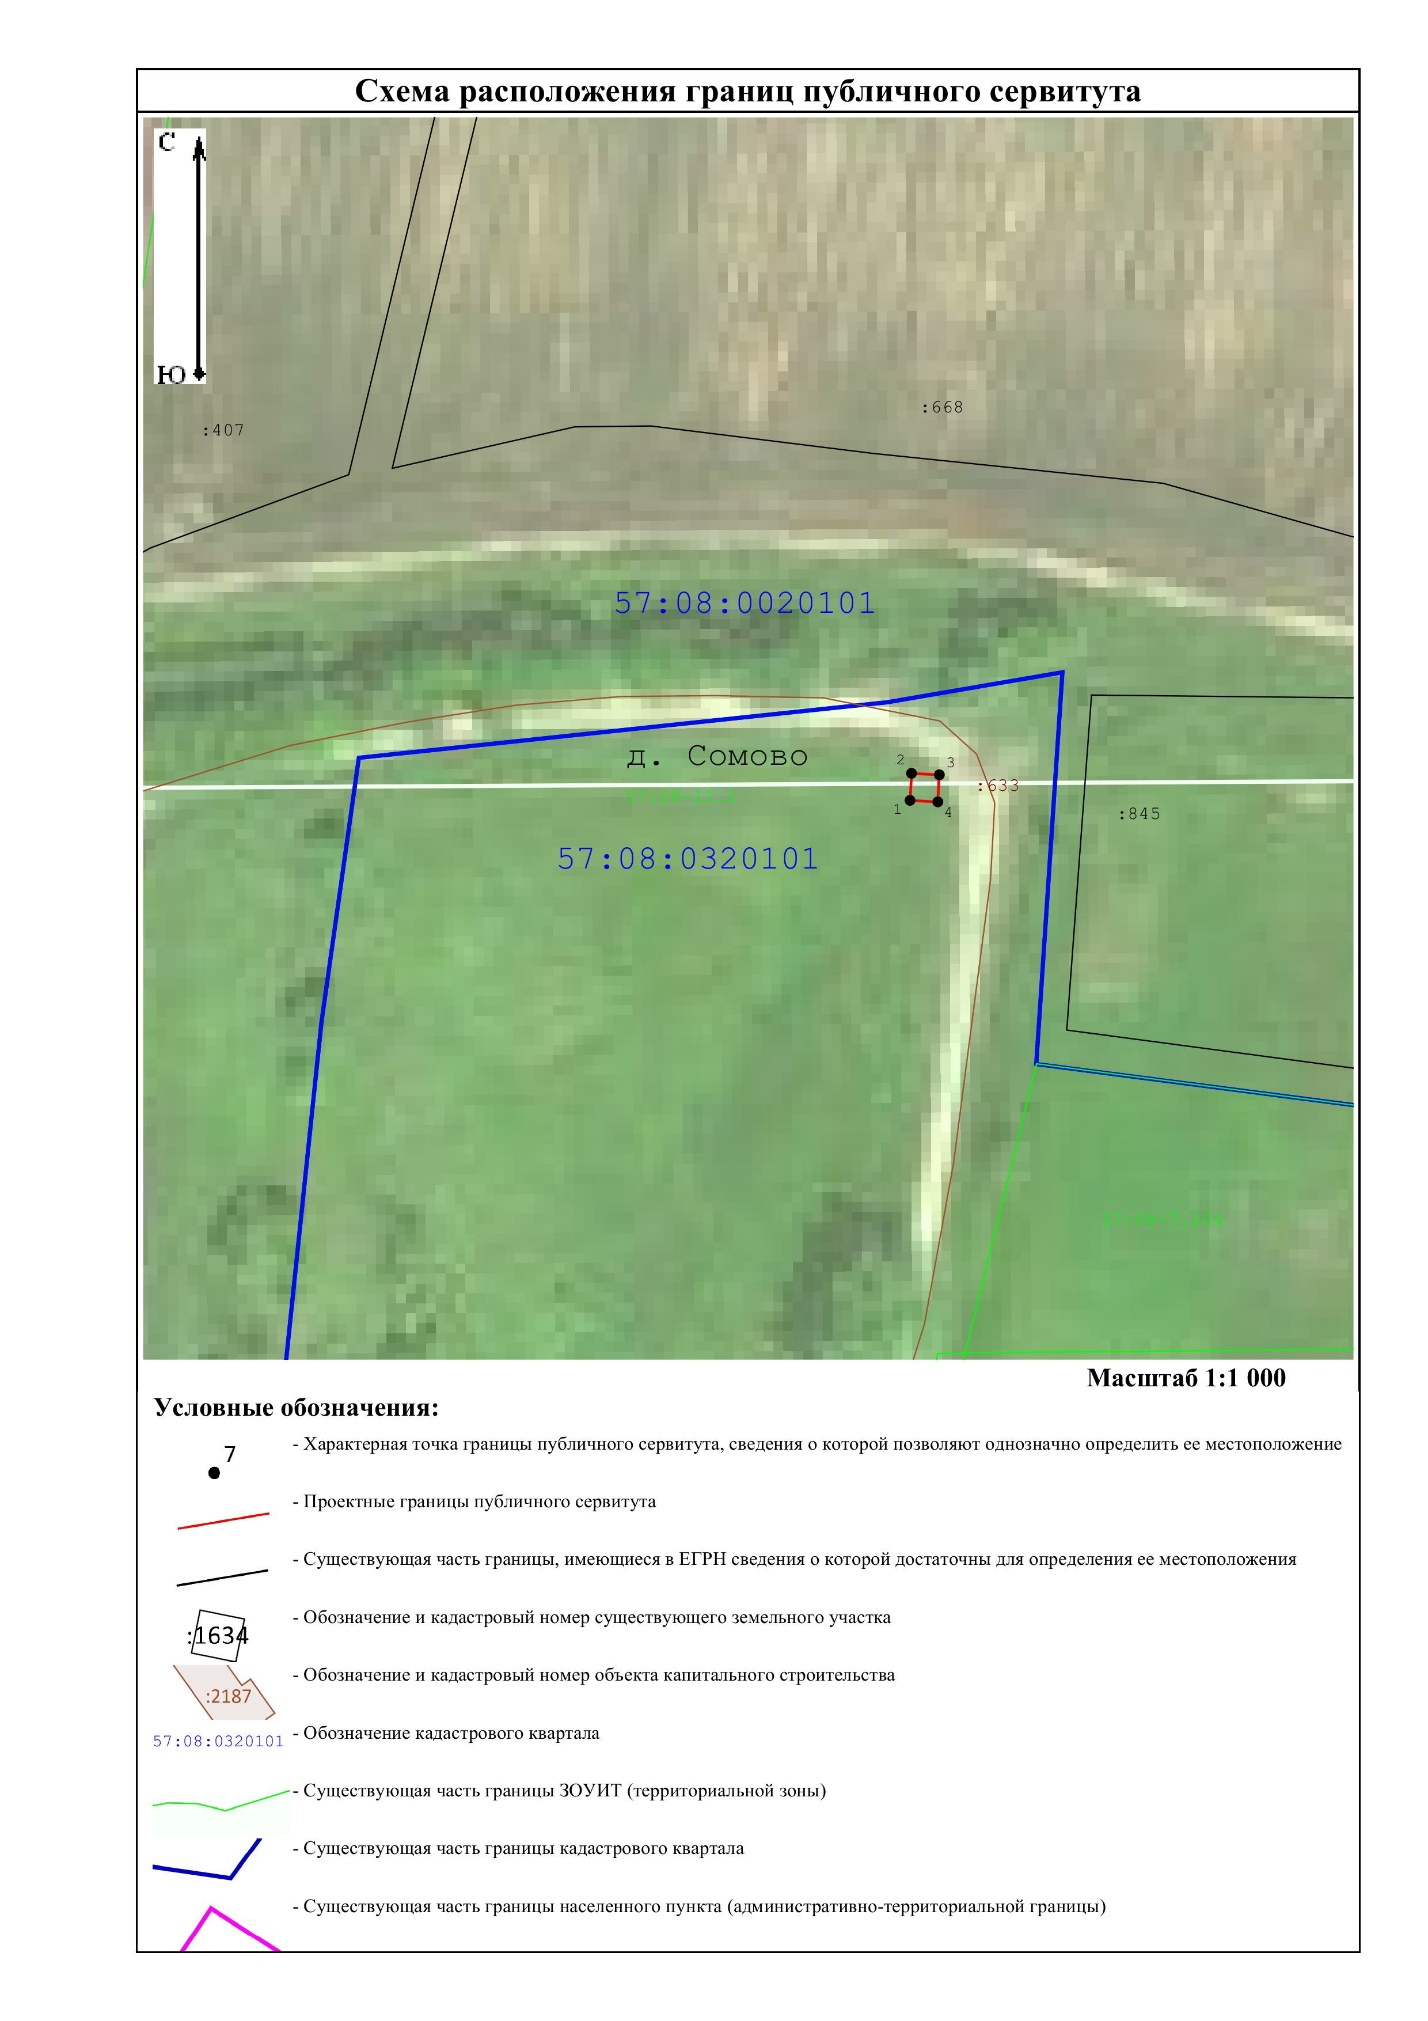 Схема расположения границ публичного сервитута
С
Ю
:668
:407
57:08:0020101
д. Сомово
2
3
:633
1
4
:845
57:08:0320101
Масштаб 1:1 000
Условные обозначения:
7
- Характерная точка границы публичного сервитута, сведения о которой позволяют однозначно определить ее местоположение
- Проектные границы публичного сервитута
- Существующая часть границы, имеющиеся в ЕГРН сведения о которой достаточны для определения ее местоположения
:1634
- Обозначение и кадастровый номер существующего земельного участка
:2187
- Обозначение и кадастровый номер объекта капитального строительства
57:08:0320101
- Обозначение кадастрового квартала
- Существующая часть границы ЗОУИТ (территориальной зоны)
- Существующая часть границы кадастрового квартала
- Существующая часть границы населенного пункта (административно-территориальной границы)